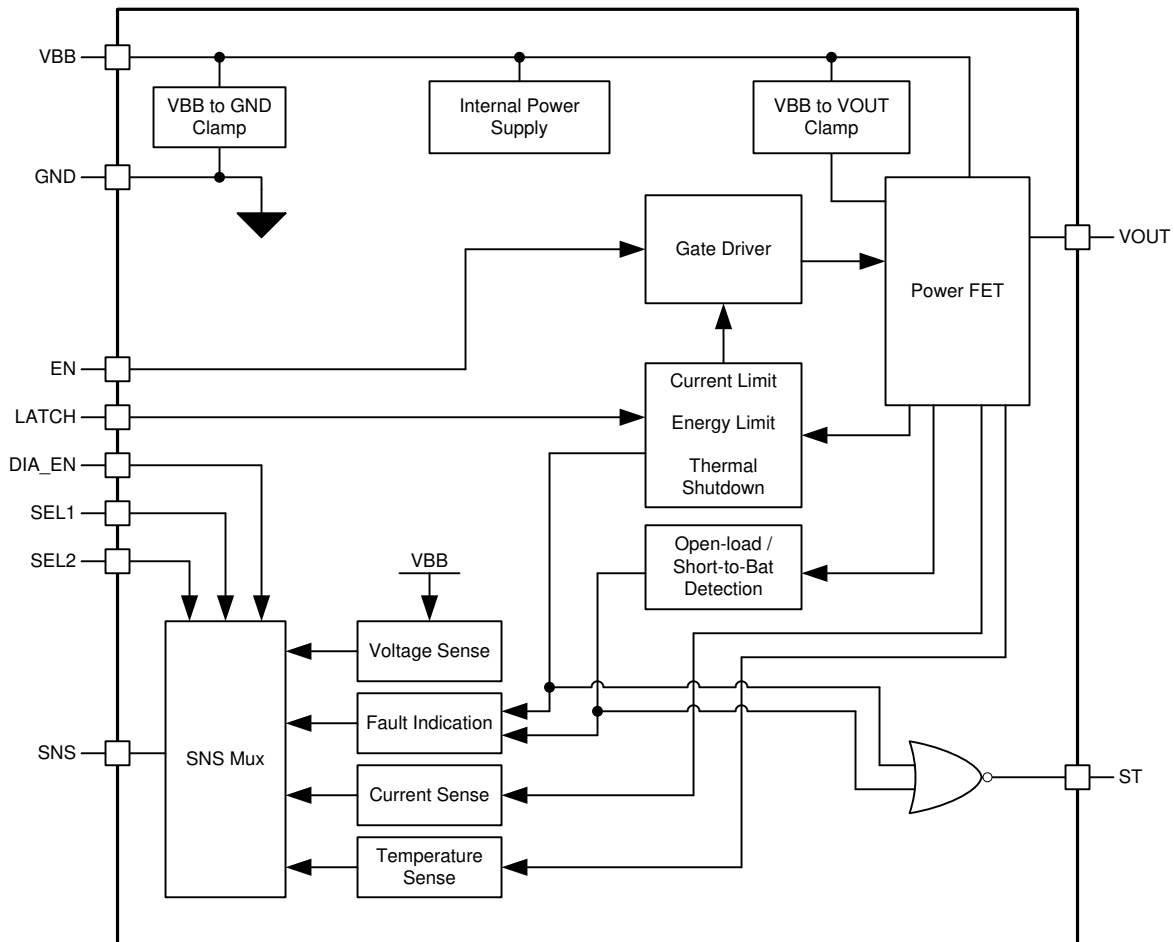 VBB
VBB to GND
Clamp
Internal Power
Supply
VBB to VOUT
Clamp
GND
Gate Driver
Power FET
VOUT
EN
LATCH
Current Limit
Energy Limit
Thermal
Shutdown
DIA_EN
SEL1
SEL2
Open-load /
Short-to-Bat
Detection
VBB
Voltage Sense
Fault Indication
SNS
SNS Mux
Current Sense
ST
Temperature
Sense